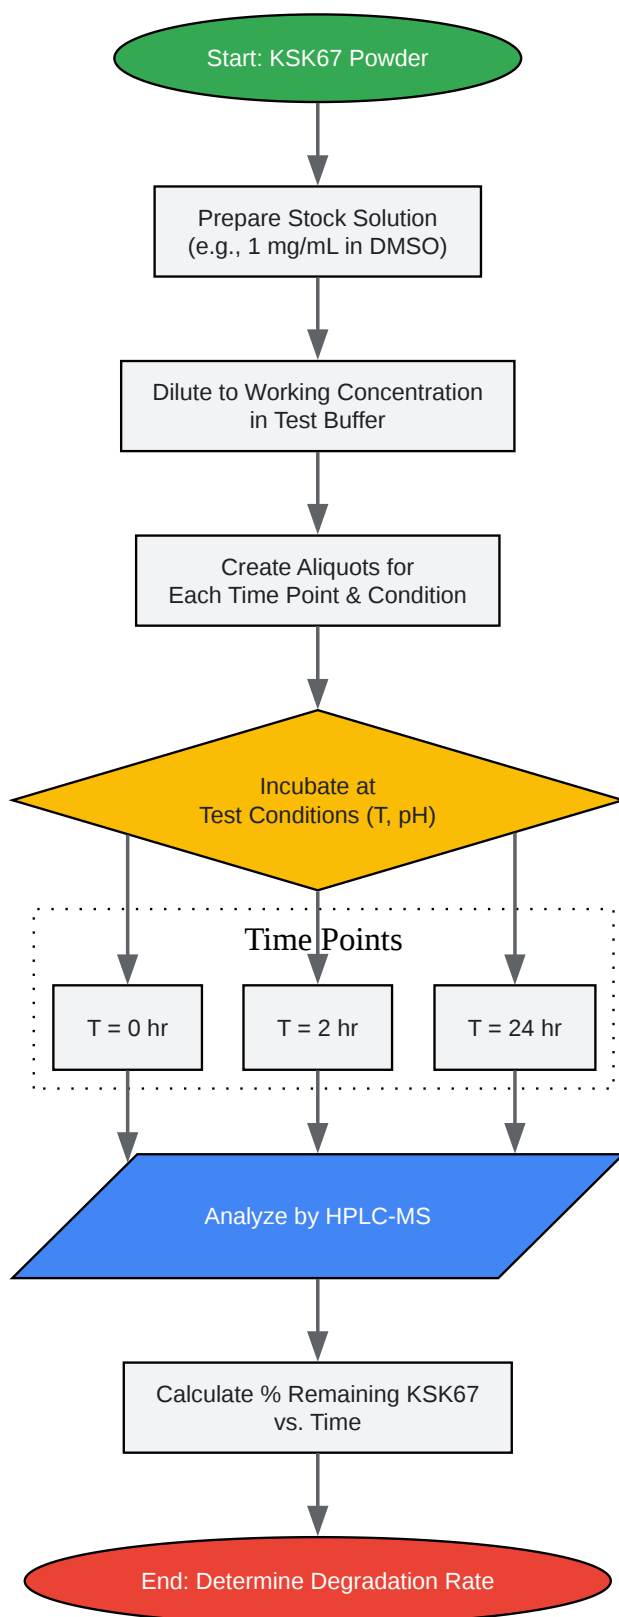 Start: KSK67 Powder
Prepare Stock Solution
(e.g., 1 mg/mL in DMSO)
Dilute to Working Concentration
in Test Buffer
Create Aliquots for
Each Time Point & Condition
Incubate at
Test Conditions (T, pH)
Time Points
T = 0 hr
T = 2 hr
T = 24 hr
Analyze by HPLC-MS
Calculate % Remaining KSK67
vs. Time
End: Determine Degradation Rate